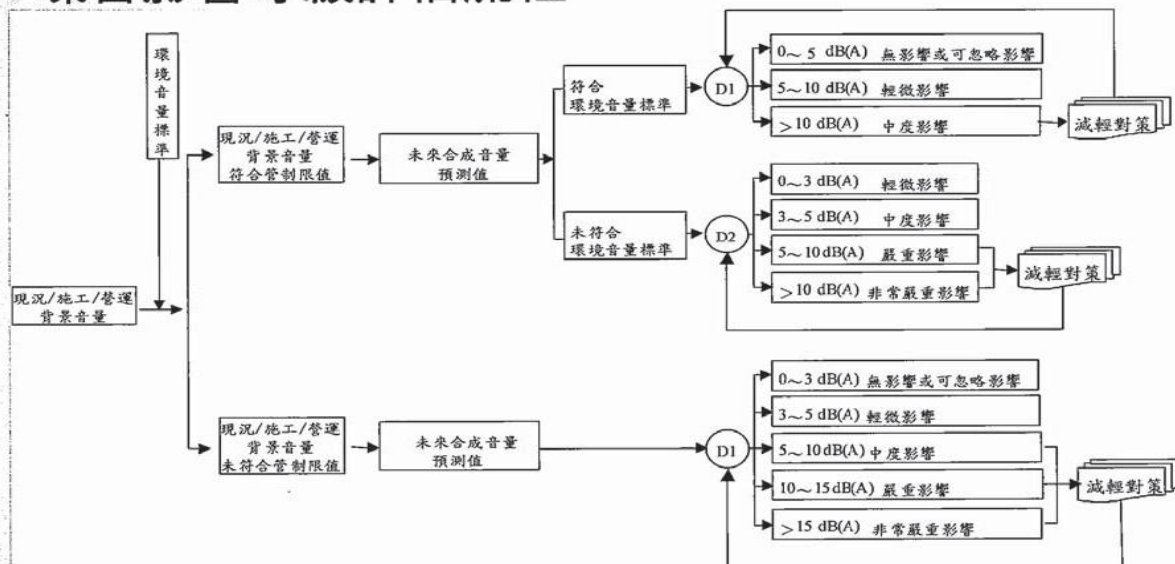 環境音量標準
現況/施工/營運
背景音量
現況/施工/營運
背景音量
符合管制限值
未來合成音量
預測值
符合
環境音量標準
D1
0～5 dB(A) 無影響或可忽略影響
5～10 dB(A) 輕微影響
>10 dB(A) 中度影響
減輕對策
未符合
環境音量標準
D2
0～3 dB(A) 輕微影響
3～5 dB(A) 中度影響
5～10dB(A) 嚴重影響
>10 dB(A) 非常嚴重影響
減輕對策
現況/施工/營運
背景音量
未符合管制限值
未來合成音量
預測值
D1
0～3 dB(A) 無影響或可忽略影響
3～5 dB(A) 輕微影響
5～10dB(A) 中度影響
10～15dB(A) 嚴重影響
>15 dB(A) 非常嚴重影響
減輕對策